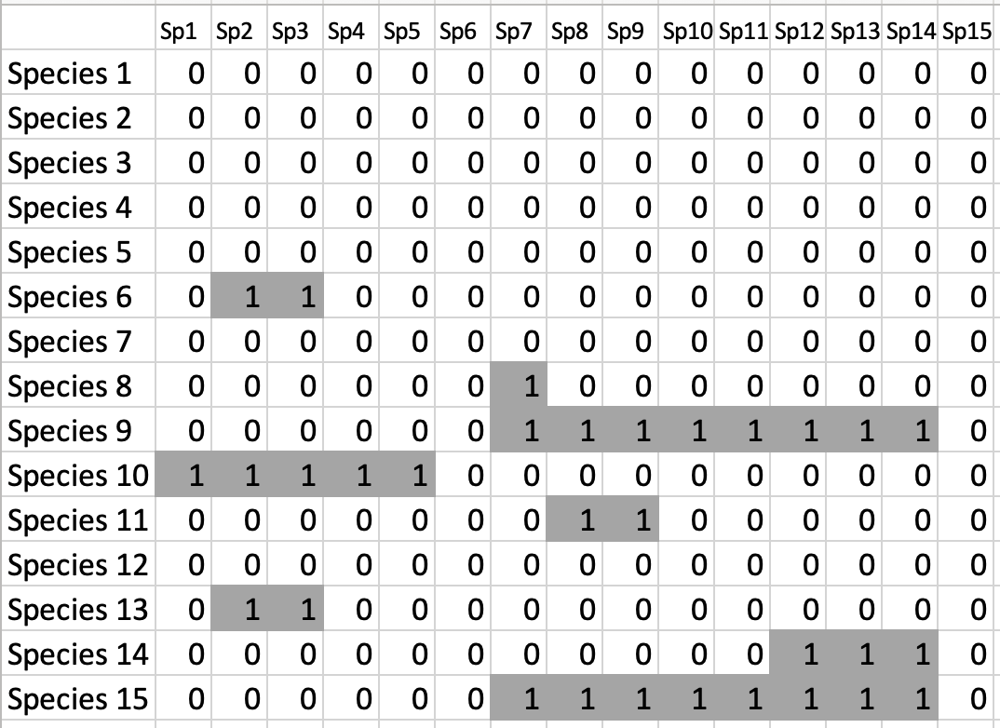 Sp1 Sp2 Sp3 Sp4 Sp5 Sp6 Sp7 Sp8 Sp9 Sp10 Sp11 Sp12 Sp13 Sp14 Sp15
Species 1 0 0 0 0 0 0 0 0 0 0 0 0 0 0 0
Species 2 0 0 0 0 0 0 0 0 0 0 0 0 0 0 0
Species 3 0 0 0 0 0 0 0 0 0 0 0 0 0 0 0
Species 4 0 0 0 0 0 0 0 0 0 0 0 0 0 0 0
Species 5 0 0 0 0 0 0 0 0 0 0 0 0 0 0 0
Species 6 0 1 1 0 0 0 0 0 0 0 0 0 0 0 0
Species 7 0 0 0 0 0 0 0 0 0 0 0 0 0 0 0
Species 8 0 0 0 0 0 0 1 0 0 0 0 0 0 0 0
Species 9 0 0 0 0 0 0 1 1 1 1 1 1 1 1 0
Species 10 1 1 1 1 1 0 0 0 0 0 0 0 0 0 0
Species 11 0 0 0 0 0 0 0 1 1 0 0 0 0 0 0
Species 12 0 0 0 0 0 0 0 0 0 0 0 0 0 0 0
Species 13 0 1 1 0 0 0 0 0 0 0 0 0 0 0 0
Species 14 0 0 0 0 0 0 0 0 0 0 0 1 1 1 0
Species 15 0 0 0 0 0 0 1 1 1 1 1 1 1 1 0